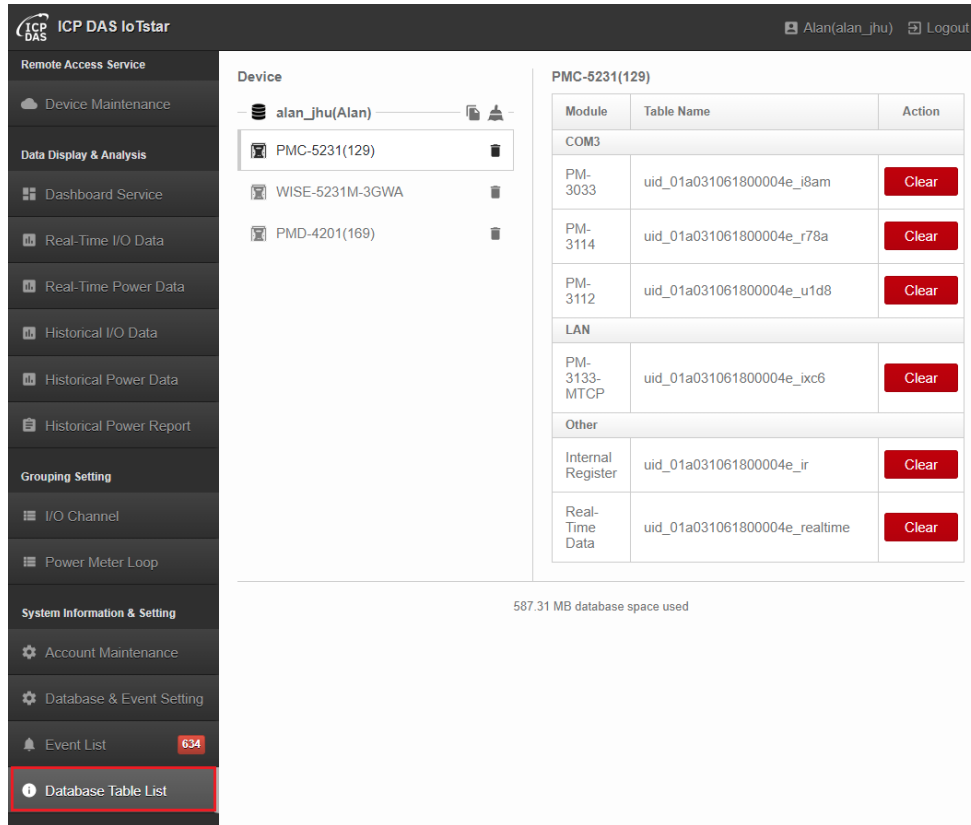 ICP DAS
ICP DAS IoTstar
Alan(alan_jhu)
Logout
Remote Access Service
Device Maintenance
Data Display & Analysis
Dashboard Service
Real-Time I/O Data
Real-Time Power Data
Historical I/O Data
Historical Power Data
Historical Power Report
Grouping Setting
I/O Channel
Power Meter Loop
System Information & Setting
Account Maintenance
Database & Event Setting
Event List 634
Database Table List
Device
alan_jhu(Alan)
PMC-5231(129)
WISE-5231M-3GWA
PMD-4201(169)
PMC-5231(129)
Module Table Name Action
COM3
PM-
3033
uid_01a031061800004e_i8am
Clear
PM-
3114
uid_01a031061800004e_r78a
Clear
PM-
3112
uid_01a031061800004e_u1d8
Clear
LAN
PM-
3133-
MTCP
uid_01a031061800004e_ixc6
Clear
Other
Internal
Register
uid_01a031061800004e_ir
Clear
Real-
Time
Data
uid_01a031061800004e_realtime
Clear
587.31 MB database space used